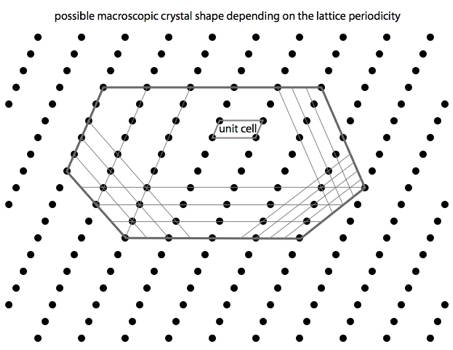 possible macroscopic crystal shape depending on the lattice periodicity
unit cell